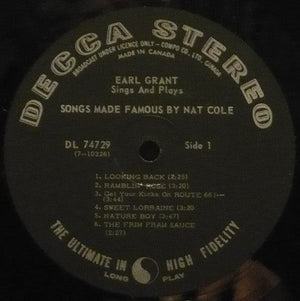 DECCA STEREO
BROADCAST UNDER LICENCE ONLY - COMPO CO. LTD. CANADA
MADE IN CANADA
EARL GRANT
Sings And Plays
SONGS MADE FAMOUS BY NAT COLE
DL 74729 Side 1
(7-10226)
1. LOOKING BACK (2:25)
2. RAMBLIN' ROSE (3:20)
3. Get Your Kicks On ROUTE 66!
(3:44)
4. SWEET LORRAINE (3:20)
5. NATURE BOY (3:47)
6. THE FRIM FRAM SAUCE
(2:27)
THE ULTIMATE IN HIGH FIDELITY
LONG PLAY